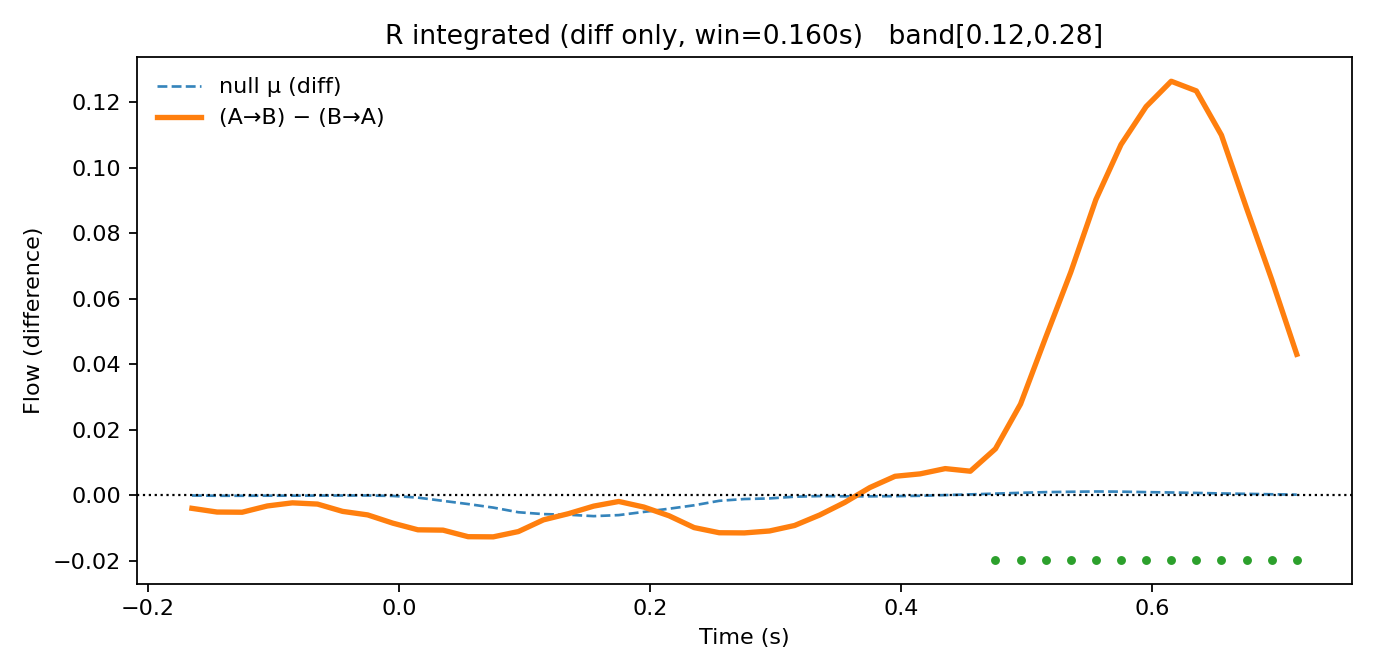 R integrated (diff only, win=0.160s)   band[0.12,0.28]
null μ (diff)
(A→B) − (B→A)
0.12
0.10
0.08
0.06
0.04
0.02
0.00
−0.02
Flow (difference)
−0.2
0.0
0.2
0.4
0.6
Time (s)